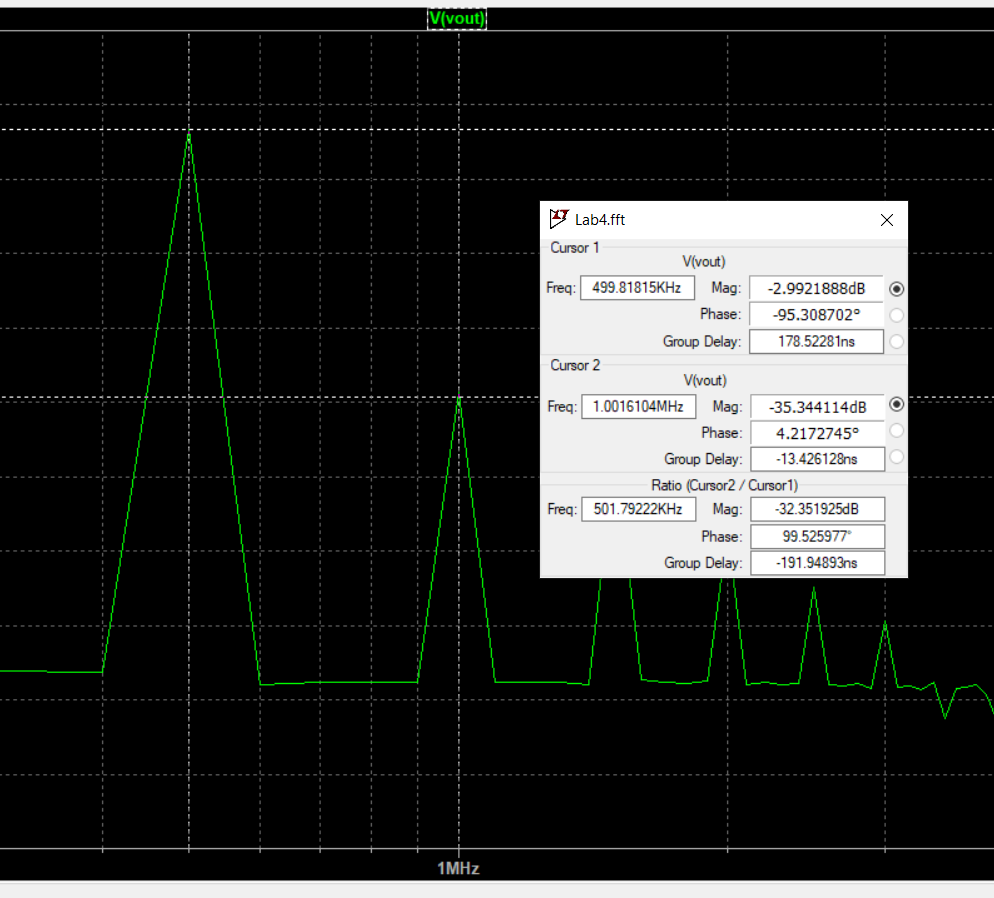 V(vout)
Lab4.fft
Cursor 1
V(vout)
Freq: 499.81815KHz Mag: -2.9921888dB
Phase: -95.308702°
Group Delay: 178.52281ns
Cursor 2
V(vout)
Freq: 1.0016104MHz Mag: -35.344114dB
Phase: 4.2172745°
Group Delay: -13.426128ns
Ratio (Cursor2 / Cursor1)
Freq: 501.79222KHz Mag: -32.351925dB
Phase: 99.525977°
Group Delay: -191.94893ns
1MHz